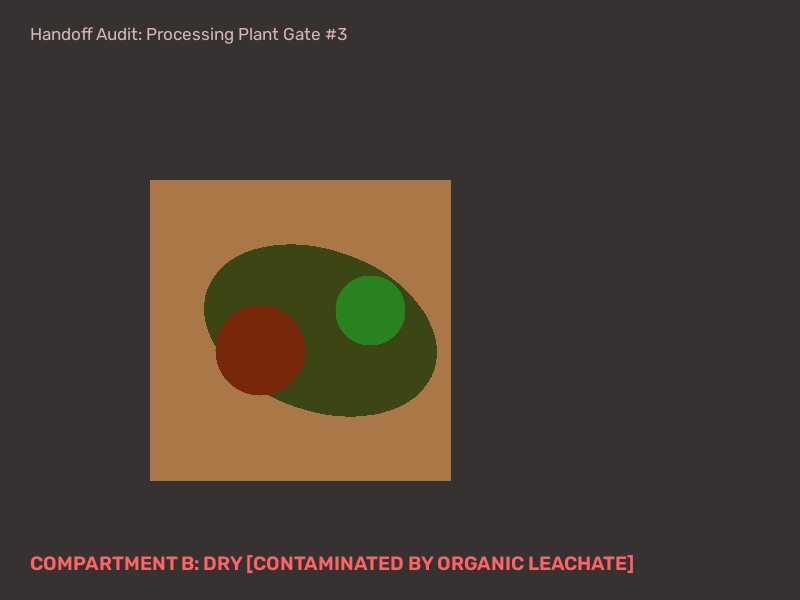 Handoff Audit: Processing Plant Gate #3
COMPARTMENT B: DRY [CONTAMINATED BY ORGANIC LEACHATE]